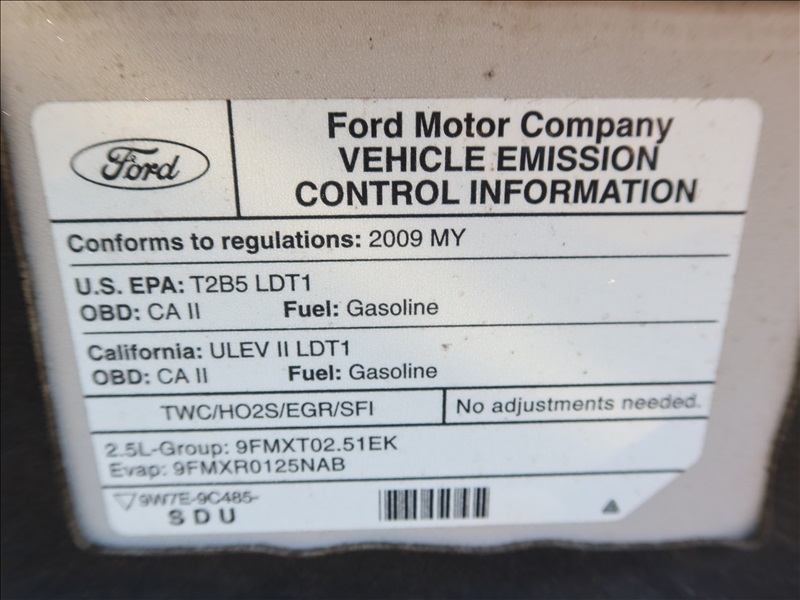 Ford
Ford Motor Company
VEHICLE EMISSION
CONTROL INFORMATION
Conforms to regulations: 2009 MY
U.S. EPA: T2B5 LDT1
OBD: CA II Fuel: Gasoline
California: ULEV II LDT1
OBD: CA II Fuel: Gasoline
TWC/HO2S/EGR/SFI No adjustments needed.
2.5L-Group: 9FMXT02.51EK
Evap: 9FMXR0125NAB
9W7E-9C485-
SDU